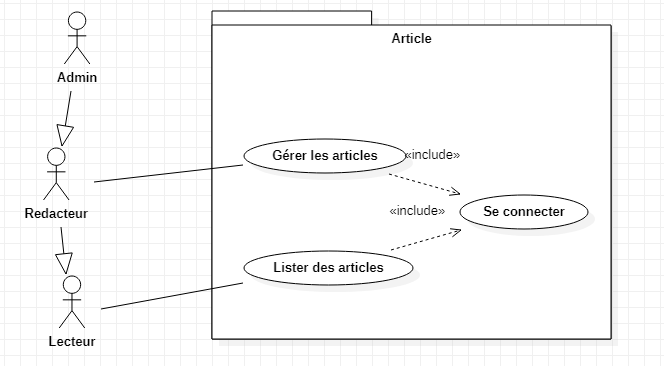 Article
Admin
Gérer les articles
«include»
Redacteur
«include»
Se connecter
Lister des articles
Lecteur